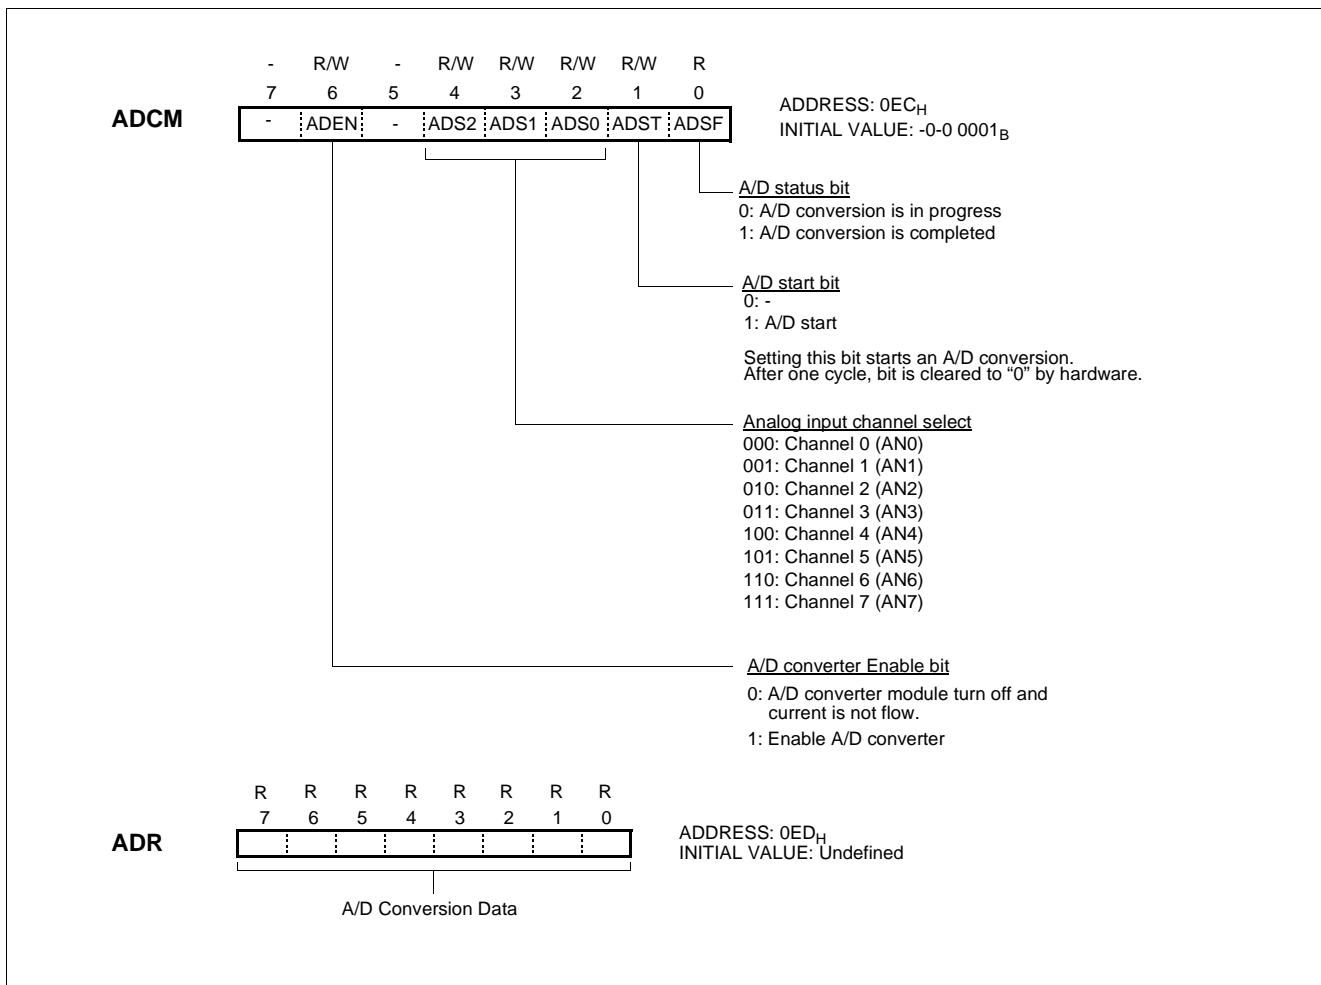 - R/W - R/W R/W R/W R/W R
7 6 5 4 3 2 1 0
ADCM
- ADEN - ADS2 ADS1 ADS0 ADST ADSF
ADDRESS: 0ECH
INITIAL VALUE: -0-0 0001B
A/D status bit
0: A/D conversion is in progress
1: A/D conversion is completed
A/D start bit
0: -
1: A/D start
Setting this bit starts an A/D conversion.
After one cycle, bit is cleared to “0” by hardware.
Analog input channel select
000: Channel 0 (AN0)
001: Channel 1 (AN1)
010: Channel 2 (AN2)
011: Channel 3 (AN3)
100: Channel 4 (AN4)
101: Channel 5 (AN5)
110: Channel 6 (AN6)
111: Channel 7 (AN7)
A/D converter Enable bit
0: A/D converter module turn off and
current is not flow.
1: Enable A/D converter
R R R R R R R R
7 6 5 4 3 2 1 0
ADR
ADDRESS: 0EDH
INITIAL VALUE: Undefined
A/D Conversion Data